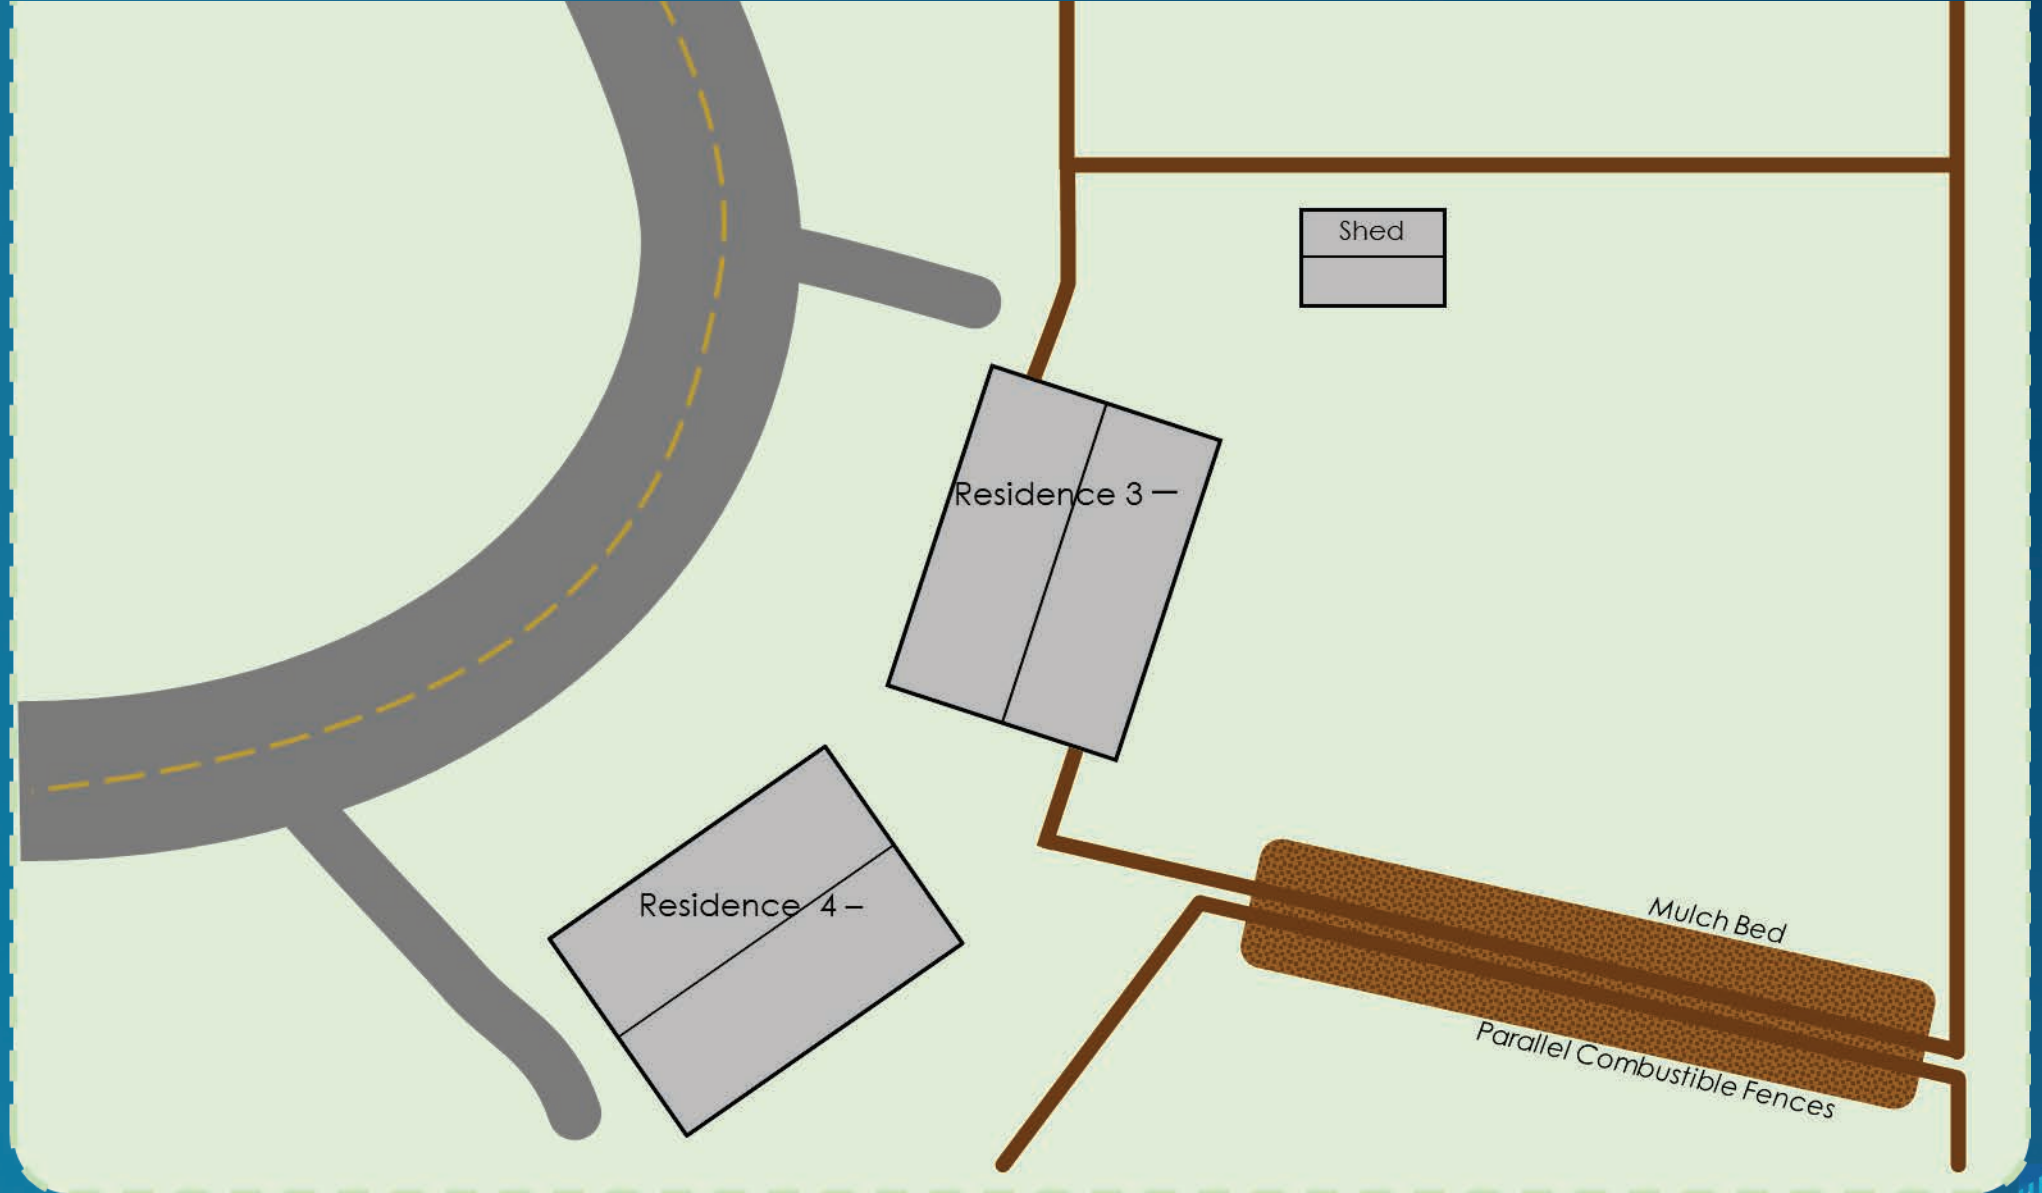 Shed
Residence 3 —
Residence 4 –
Mulch Bed
Parallel Combustible Fences